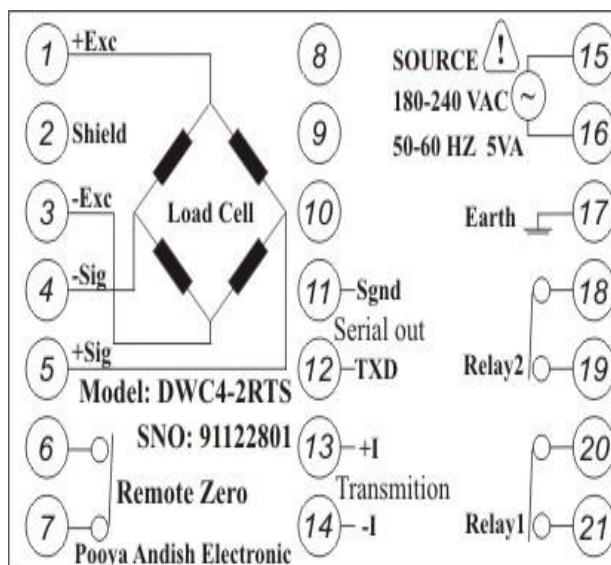 1 +Exc
2 Shield
3 -Exc
4 -Sig
5 +Sig
Load Cell
Model: DWC4-2RTS
SNO: 91122801
6
Remote Zero
7
Pooya Andish Electronic
8
9
10
11 Sgnd
Serial out
12 TXD
13 +I
Transmition
14 -I
SOURCE ! 15
180-240 VAC ~
50-60 HZ 5VA 16
Earth 17
18
Relay2 19
20
Relay1 21